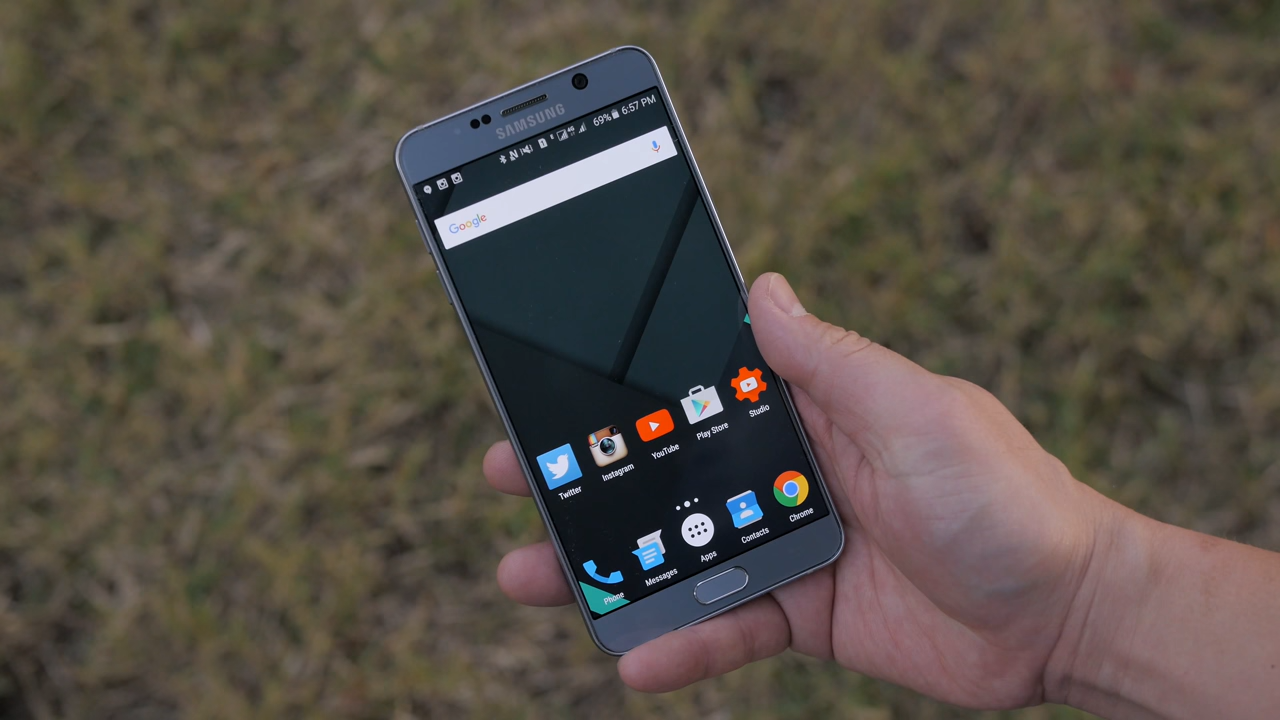 SAMSUNG
69% 6:57 PM
Google
Twitter
Instagram
YouTube
Play Store
Studio
Phone
Messages
Apps
Contacts
Chrome